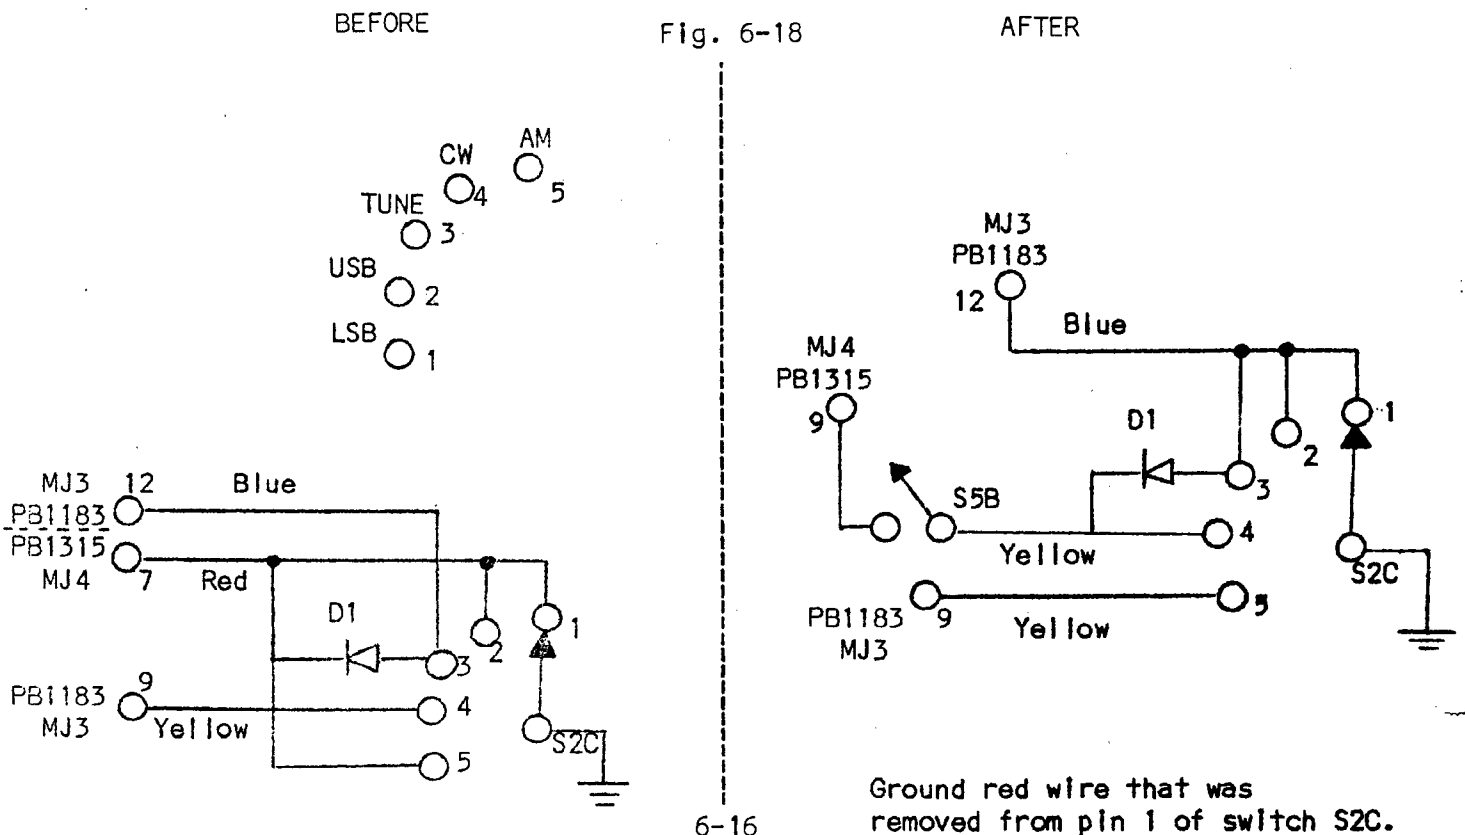 BEFORE
Fig. 6-18
AFTER
AM
5
CW
4
TUNE
3
USB
2
LSB
1
MJ3 12
Blue
PB1183
PB1315
MJ4 7
Red
D1
1
2
3
9
PB1183
MJ3
Yellow
4
S2C
5
MJ3
PB1183
12
Blue
MJ4
PB1315
9
D1
1
2
3
S5B
4
Yellow
S2C
PB1183 9
MJ3
Yellow
5
Ground red wire that was
removed from pin 1 of switch S2C.
6-16